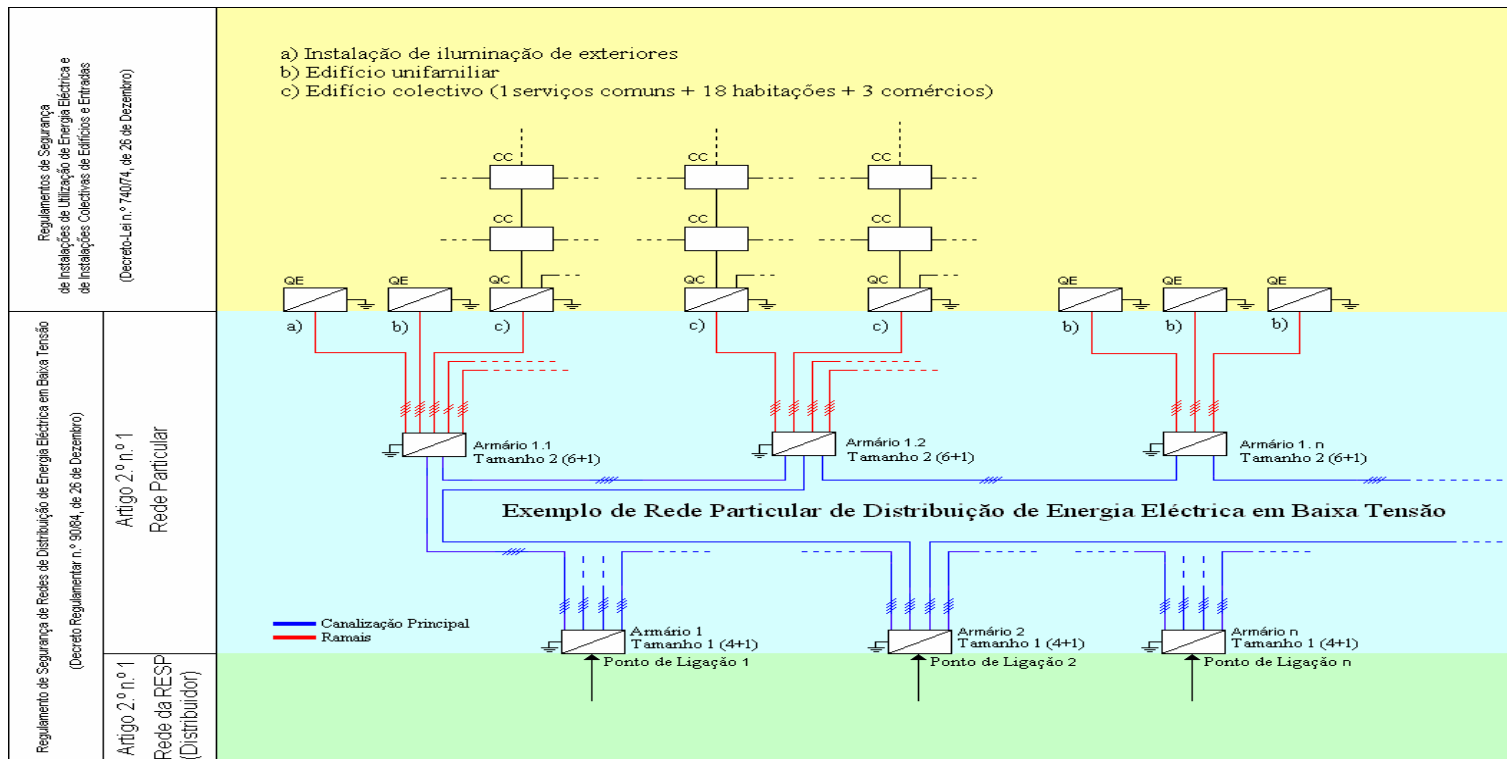 Regulamentos de Segurança
de Instalações de Utilização de Energia Eléctrica e
de Instalações Colectivas de Edifícios e Entradas
(Decreto-Lei n.º 740/74, de 26 de Dezembro)
a) Instalação de iluminação de exteriores
b) Edifício unifamiliar
c) Edifício colectivo (1serviços comuns + 18 habitações + 3 comércios)
CC
CC
CC
CC
CC
CC
QE
QE
QC
QC
QC
QE
QE
QE
a)
b)
c)
c)
c)
b)
b)
b)
Regulamento de Segurança de Redes de Distribuição de Energia Eléctrica em Baixa Tensão
(Decreto Regulamentar n.º 90/84, de 26 de Dezembro)
Artigo 2.º n.º 1
Rede Particular
Armário 1.1
Tamanho 2 (6+1)
Armário 1.2
Tamanho 2 (6+1)
Armário 1. n
Tamanho 2 (6+1)
Exemplo de Rede Particular de Distribuição de Energia Eléctrica em Baixa Tensão
Canalização Principal
Ramais
Armário 1
Tamanho 1 (4+1)
Armário 2
Tamanho 1 (4+1)
Armário n
Tamanho 1 (4+1)
Artigo 2.º n.º 1
Rede da RESP
(Distribuidor)
Ponto de Ligação 1
Ponto de Ligação 2
Ponto de Ligação n